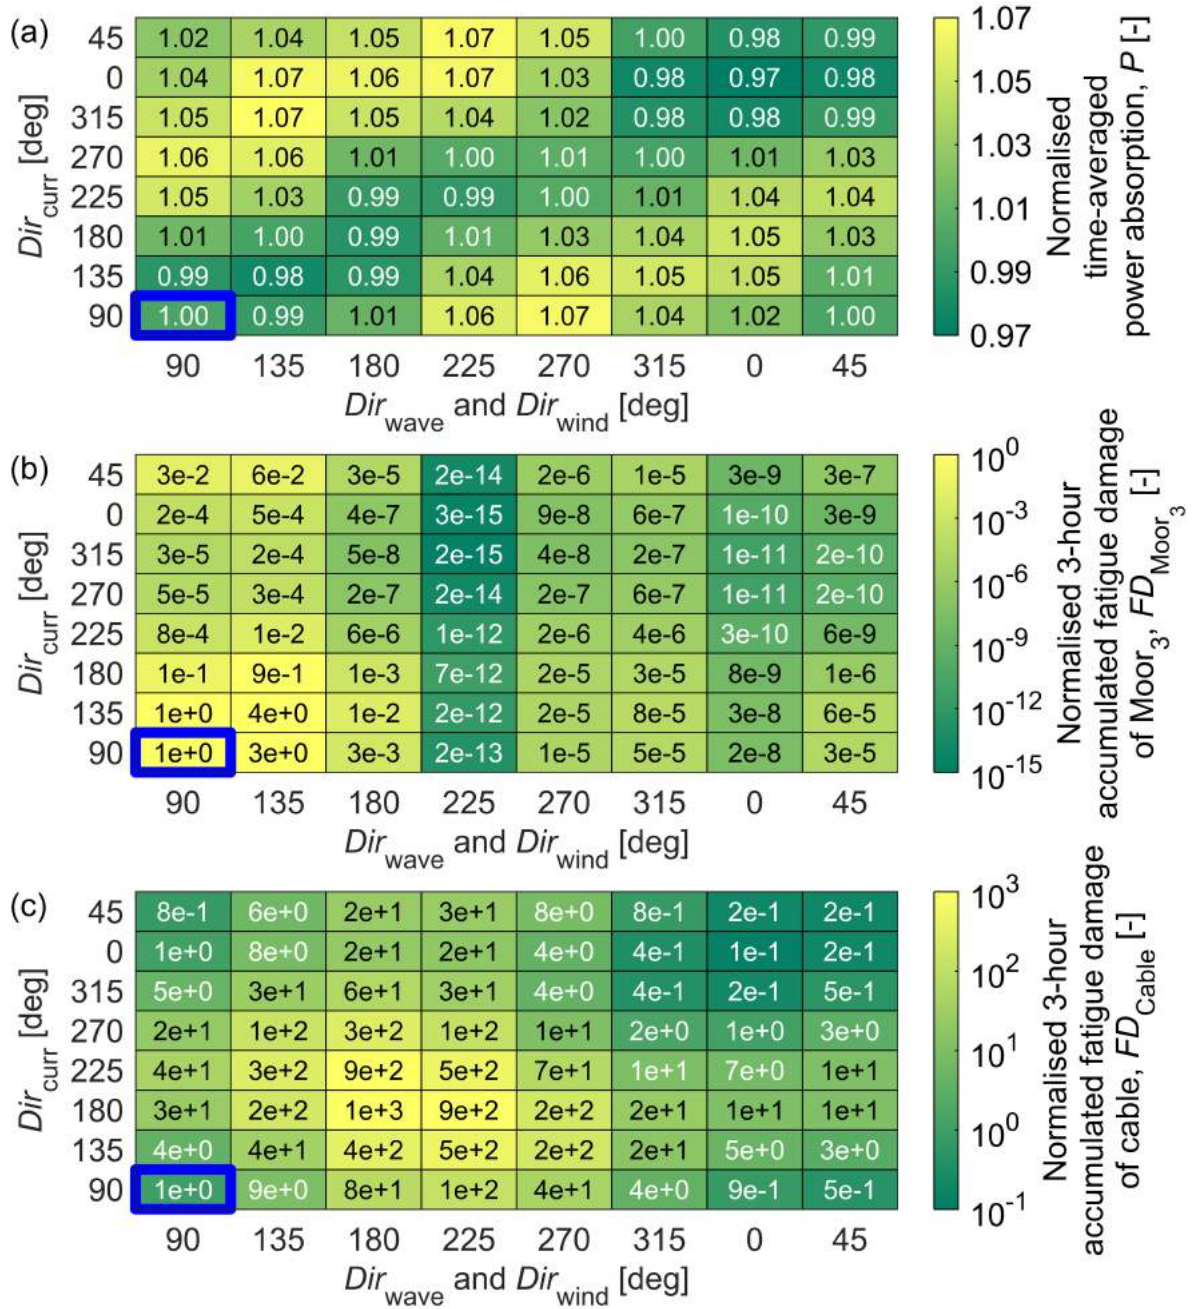 (a)
45 1.02 1.04 1.05 1.07 1.05 1.00 0.98 0.99
0 1.04 1.07 1.06 1.07 1.03 0.98 0.97 0.98
315 1.05 1.07 1.05 1.04 1.02 0.98 0.98 0.99
270 1.06 1.06 1.01 1.00 1.01 1.00 1.01 1.03
225 1.05 1.03 0.99 0.99 1.00 1.01 1.04 1.04
180 1.01 1.00 0.99 1.01 1.03 1.04 1.05 1.03
135 0.99 0.98 0.99 1.04 1.06 1.05 1.05 1.01
90 1.00 0.99 1.01 1.06 1.07 1.04 1.02 1.00
90 135 180 225 270 315 0 45
Dir_curr [deg]
Dir_wave and Dir_wind [deg]
1.07
1.05
1.03
1.01
0.99
0.97
Normalised
time-averaged
power absorption, P [-]
(b)
45 3e-2 6e-2 3e-5 2e-14 2e-6 1e-5 3e-9 3e-7
0 2e-4 5e-4 4e-7 3e-15 9e-8 6e-7 1e-10 3e-9
315 3e-5 2e-4 5e-8 2e-15 4e-8 2e-7 1e-11 2e-10
270 5e-5 3e-4 2e-7 2e-14 2e-7 6e-7 1e-11 2e-10
225 8e-4 1e-2 6e-6 1e-12 2e-6 4e-6 3e-10 6e-9
180 1e-1 9e-1 1e-3 7e-12 2e-5 3e-5 8e-9 1e-6
135 1e+0 4e+0 1e-2 2e-12 2e-5 8e-5 3e-8 6e-5
90 1e+0 3e+0 3e-3 2e-13 1e-5 5e-5 2e-8 3e-5
90 135 180 225 270 315 0 45
Dir_curr [deg]
Dir_wave and Dir_wind [deg]
10^0
10^-3
10^-6
10^-9
10^-12
10^-15
Normalised 3-hour
accumulated fatigue damage
of Moor_3, FD_Moor_3 [-]
(c)
45 8e-1 6e+0 2e+1 3e+1 8e+0 8e-1 2e-1 2e-1
0 1e+0 8e+0 2e+1 2e+1 4e+0 4e-1 1e-1 2e-1
315 5e+0 3e+1 6e+1 3e+1 4e+0 4e-1 2e-1 5e-1
270 2e+1 1e+2 3e+2 1e+2 1e+1 2e+0 1e+0 3e+0
225 4e+1 3e+2 9e+2 5e+2 7e+1 1e+1 7e+0 1e+1
180 3e+1 2e+2 1e+3 9e+2 2e+2 2e+1 1e+1 1e+1
135 4e+0 4e+1 4e+2 5e+2 2e+2 2e+1 5e+0 3e+0
90 1e+0 9e+0 8e+1 1e+2 4e+1 4e+0 9e-1 5e-1
90 135 180 225 270 315 0 45
Dir_curr [deg]
Dir_wave and Dir_wind [deg]
10^3
10^2
10^1
10^0
10^-1
Normalised 3-hour
accumulated fatigue damage
of cable, FD_Cable [-]